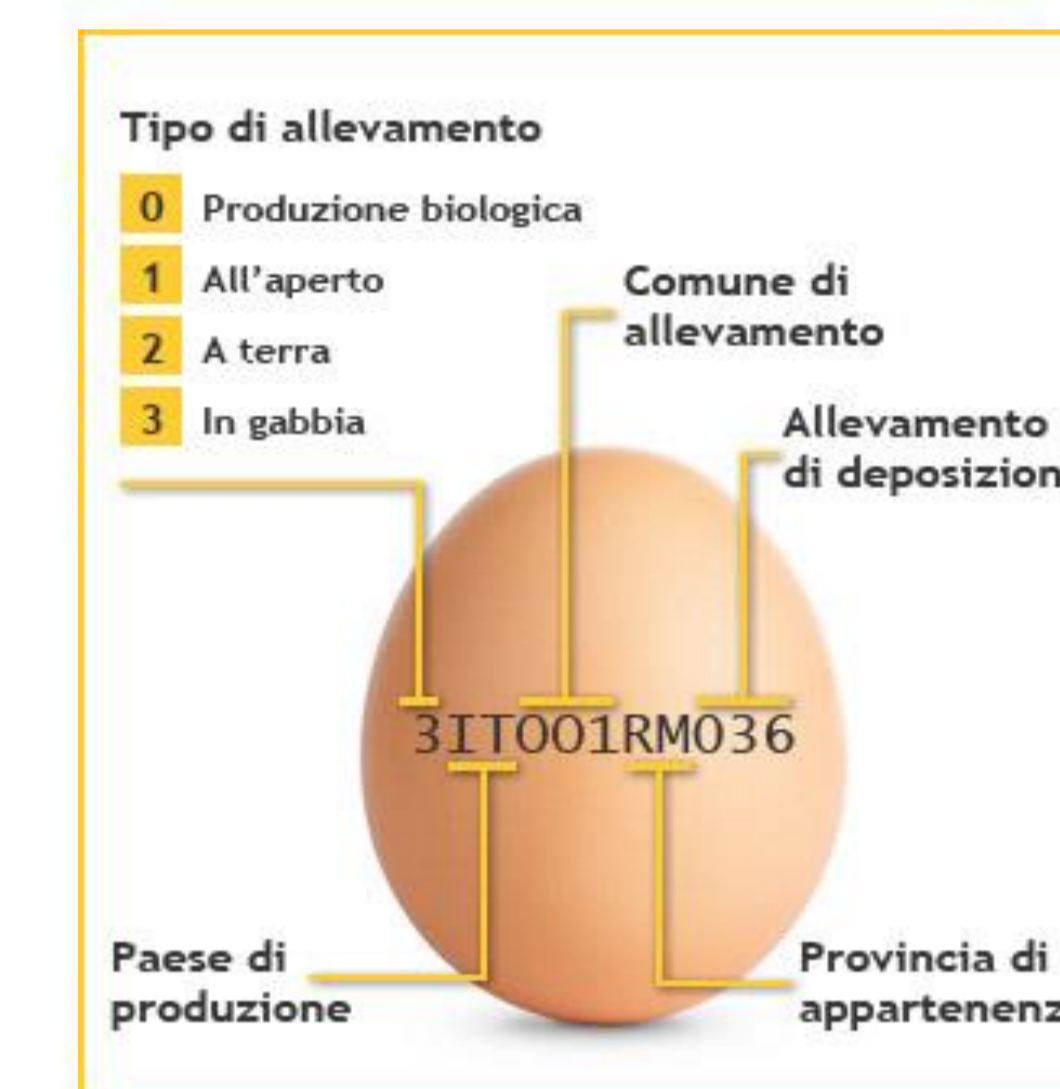 Tipo di allevamento
0 Produzione biologica
1 All'aperto
2 A terra
3 In gabbia
Comune di
allevamento
Allevamento
di deposizion
3IT001RM036
Paese di
produzione
Provincia di
appartenenz